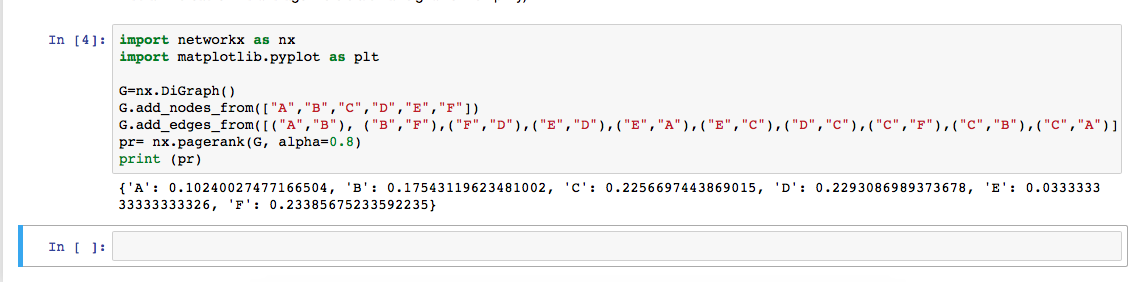 In [4]: import networkx as nx
import matplotlib.pyplot as plt
G=nx.DiGraph()
G.add_nodes_from(["A","B","C","D","E","F"])
G.add_edges_from([("A","B"), ("B","F"),("F","D"),("E","D"),("E","A"),("E","C"),("D","C"),("C","F"),("C","B"),("C","A")]
pr= nx.pagerank(G, alpha=0.8)
print (pr)
{'A': 0.10240027477166504, 'B': 0.17543119623481002, 'C': 0.2256697443869015, 'D': 0.2293086989373678, 'E': 0.0333333
33333333326, 'F': 0.23385675233592235}
In [ ]: